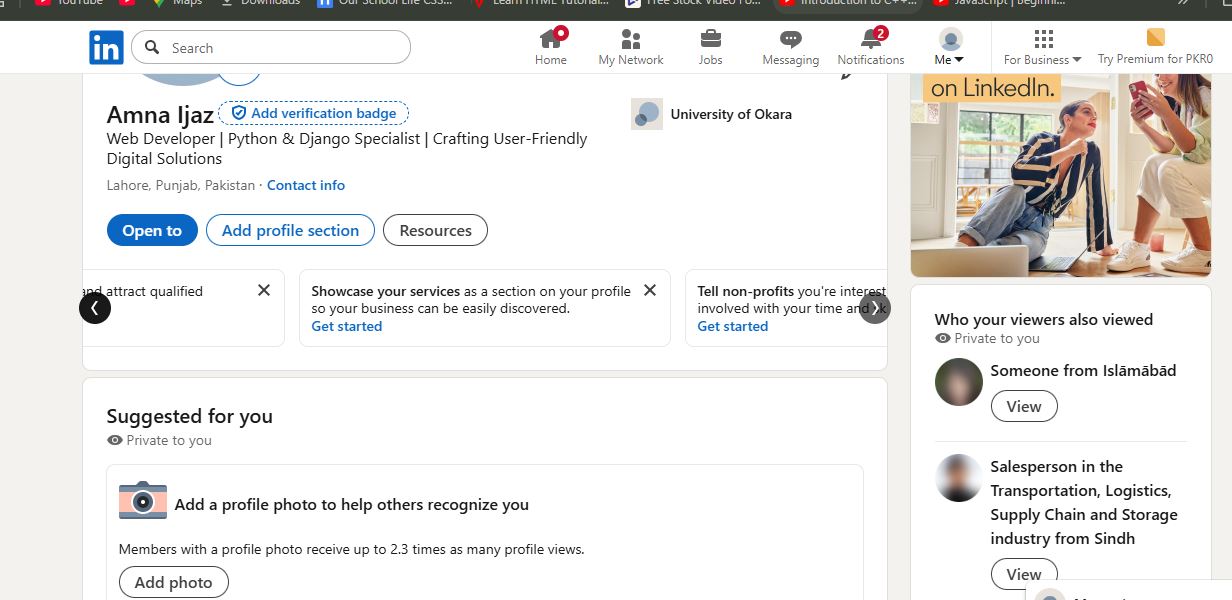 YouTube
Maps
Downloads
Our School Life CSS...
Learn HTML Tutorial...
Free Stock Video Fo...
Introduction to C++...
JavaScript | Beginni...
in
Search
Home
My Network
Jobs
Messaging
2
Notifications
Me
For Business
Try Premium for PKR0
on LinkedIn.
Amna Ijaz
Add verification badge
University of Okara
Web Developer | Python & Django Specialist | Crafting User-Friendly
Digital Solutions
Lahore, Punjab, Pakistan · Contact info
Open to
Add profile section
Resources
and attract qualified
Showcase your services as a section on your profile
so your business can be easily discovered.
Get started
Tell non-profits you're interest
involved with your time and
Get started
Suggested for you
Private to you
Add a profile photo to help others recognize you
Members with a profile photo receive up to 2.3 times as many profile views.
Add photo
Who your viewers also viewed
Private to you
Someone from Islāmābād
View
Salesperson in the
Transportation, Logistics,
Supply Chain and Storage
industry from Sindh
View